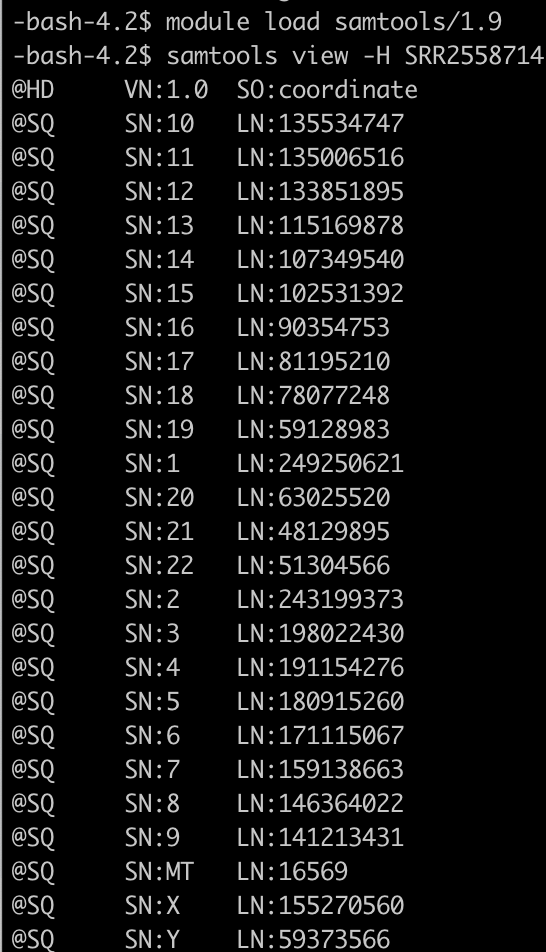 -bash-4.2$ module load samtools/1.9
-bash-4.2$ samtools view -H SRR2558714
@HD VN:1.0 SO:coordinate
@SQ SN:10 LN:135534747
@SQ SN:11 LN:135006516
@SQ SN:12 LN:133851895
@SQ SN:13 LN:115169878
@SQ SN:14 LN:107349540
@SQ SN:15 LN:102531392
@SQ SN:16 LN:90354753
@SQ SN:17 LN:81195210
@SQ SN:18 LN:78077248
@SQ SN:19 LN:59128983
@SQ SN:1 LN:249250621
@SQ SN:20 LN:63025520
@SQ SN:21 LN:48129895
@SQ SN:22 LN:51304566
@SQ SN:2 LN:243199373
@SQ SN:3 LN:198022430
@SQ SN:4 LN:191154276
@SQ SN:5 LN:180915260
@SQ SN:6 LN:171115067
@SQ SN:7 LN:159138663
@SQ SN:8 LN:146364022
@SQ SN:9 LN:141213431
@SQ SN:MT LN:16569
@SQ SN:X LN:155270560
@SQ SN:Y LN:59373566